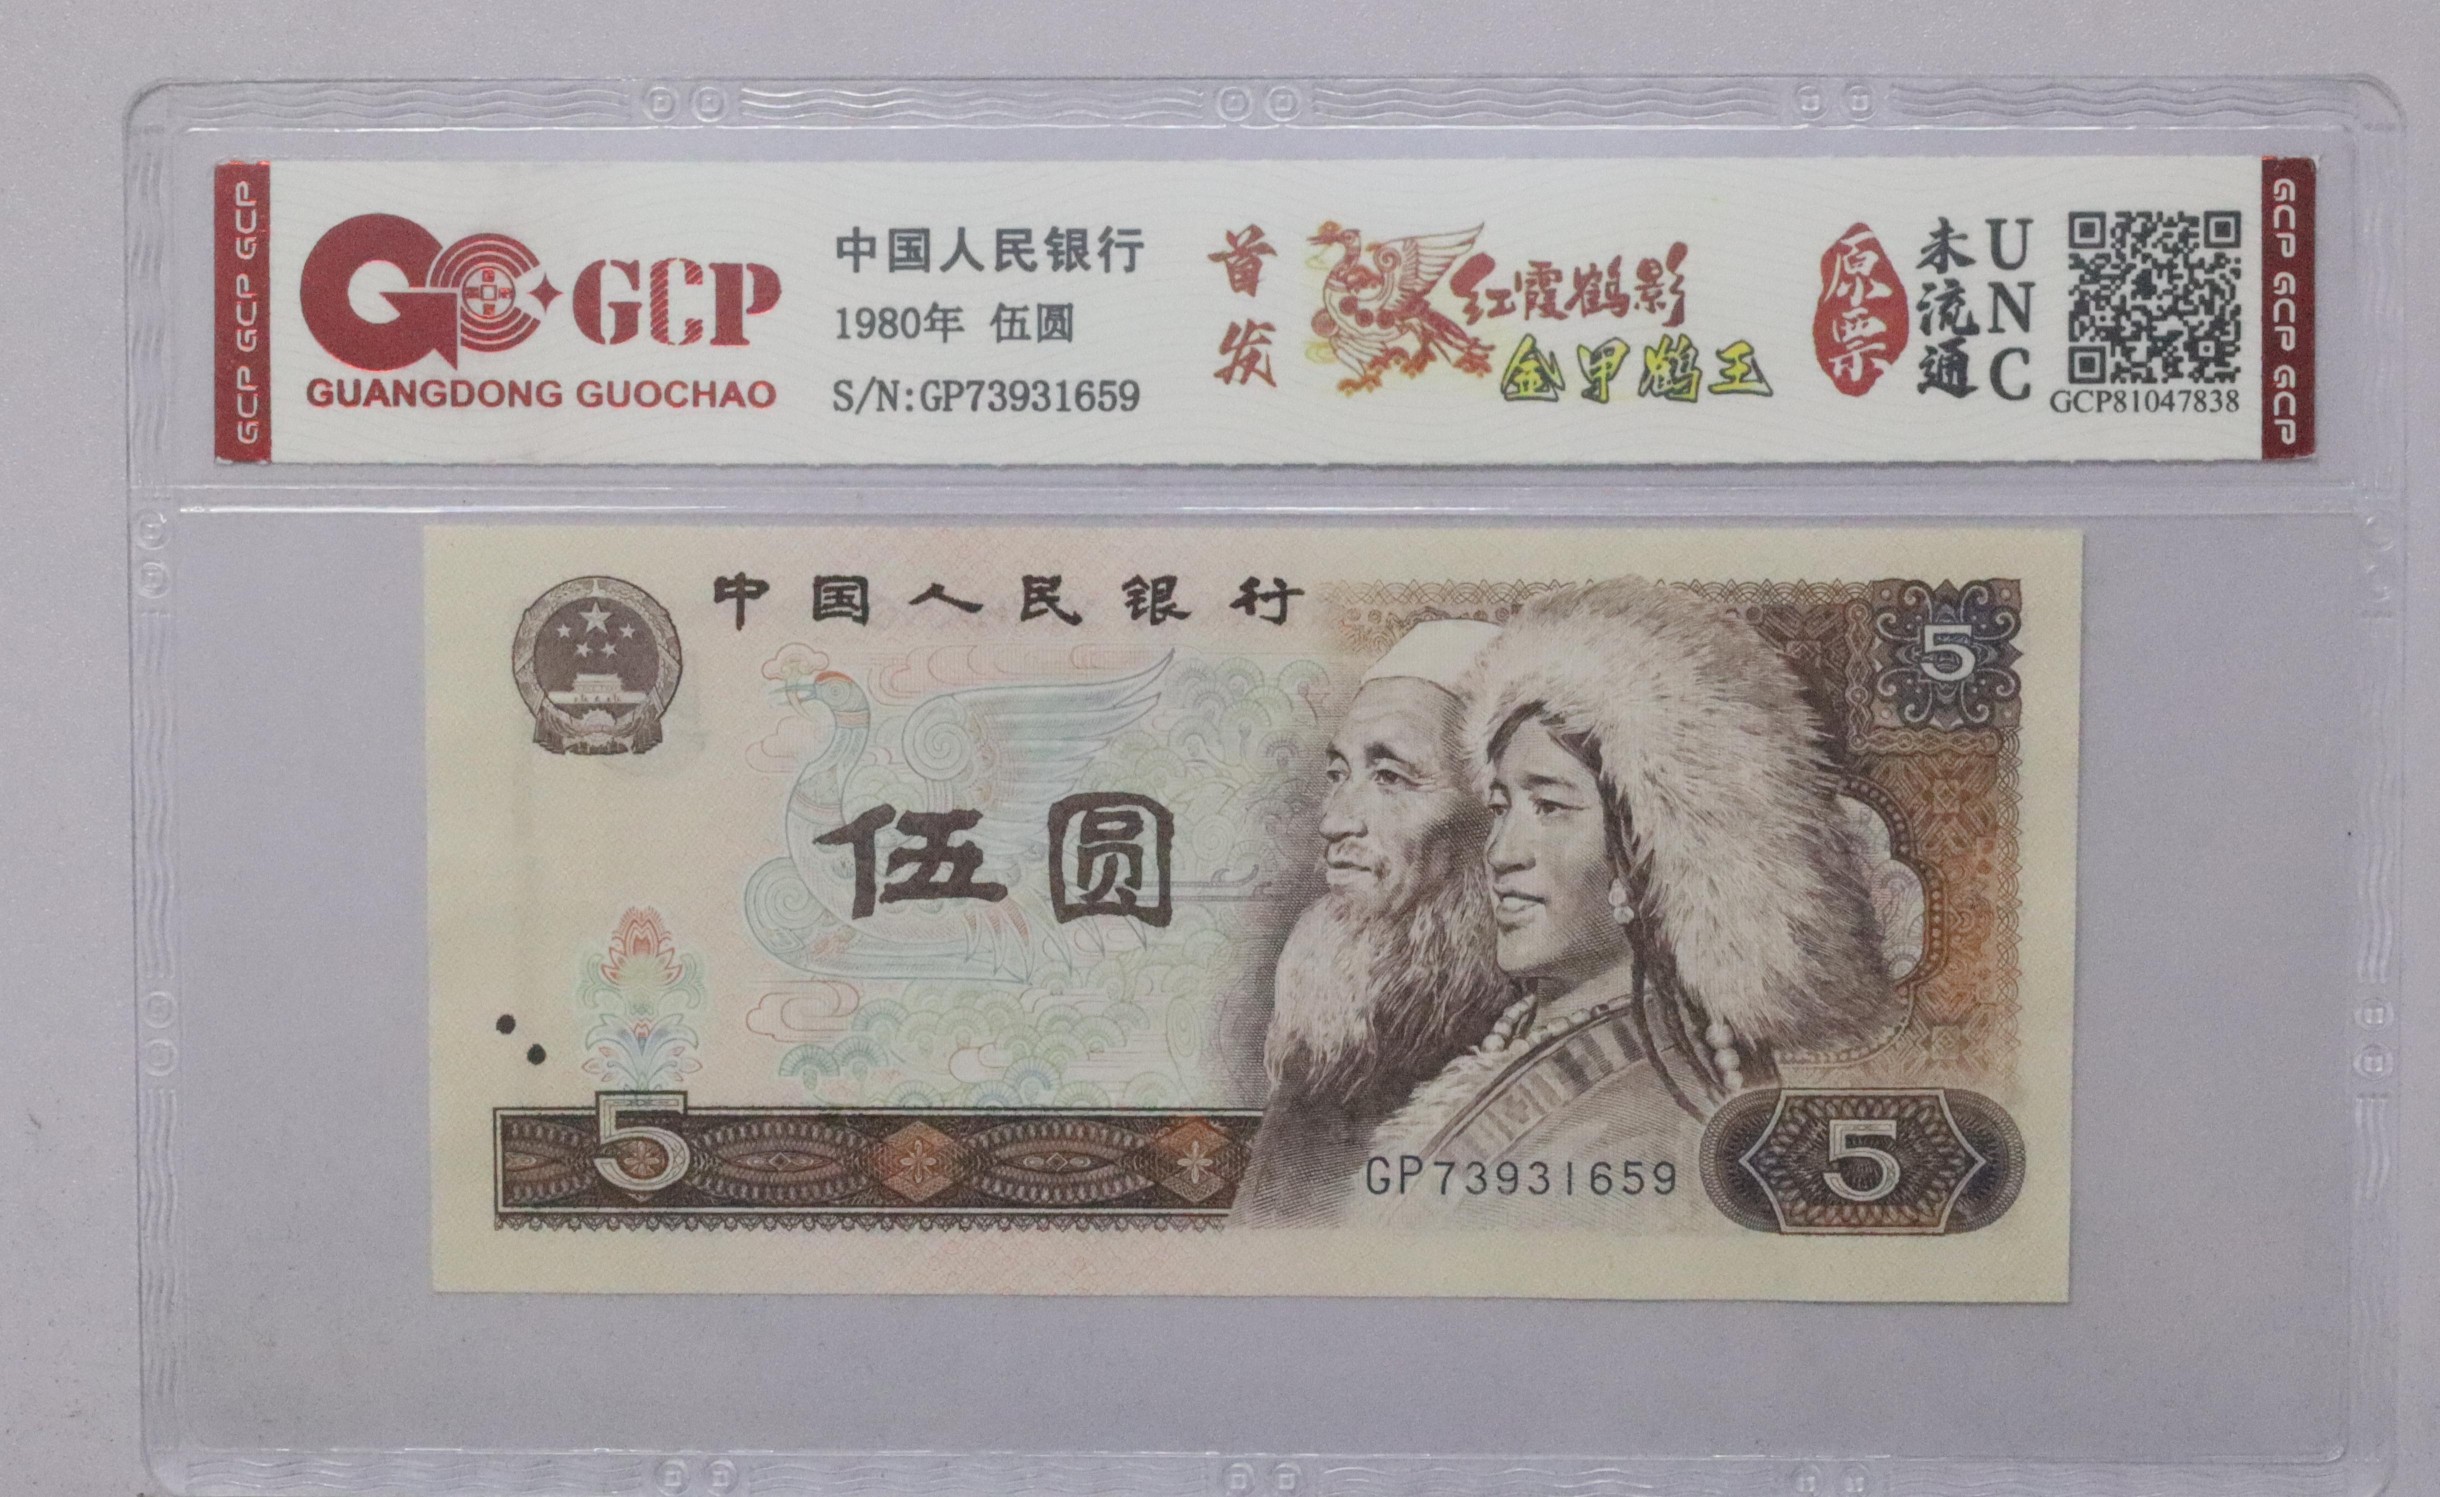 GCP GCP GCP
GCP
GUANGDONG GUOCHAO
中国人民银行
1980年 伍圆
S/N:GP73931659
首发
红霞鹤影
金甲鹤王
原票
未流通
UNC
GCP81047838
GCP GCP GCP
中国人民银行
5
伍圆
5
GP73931659
5